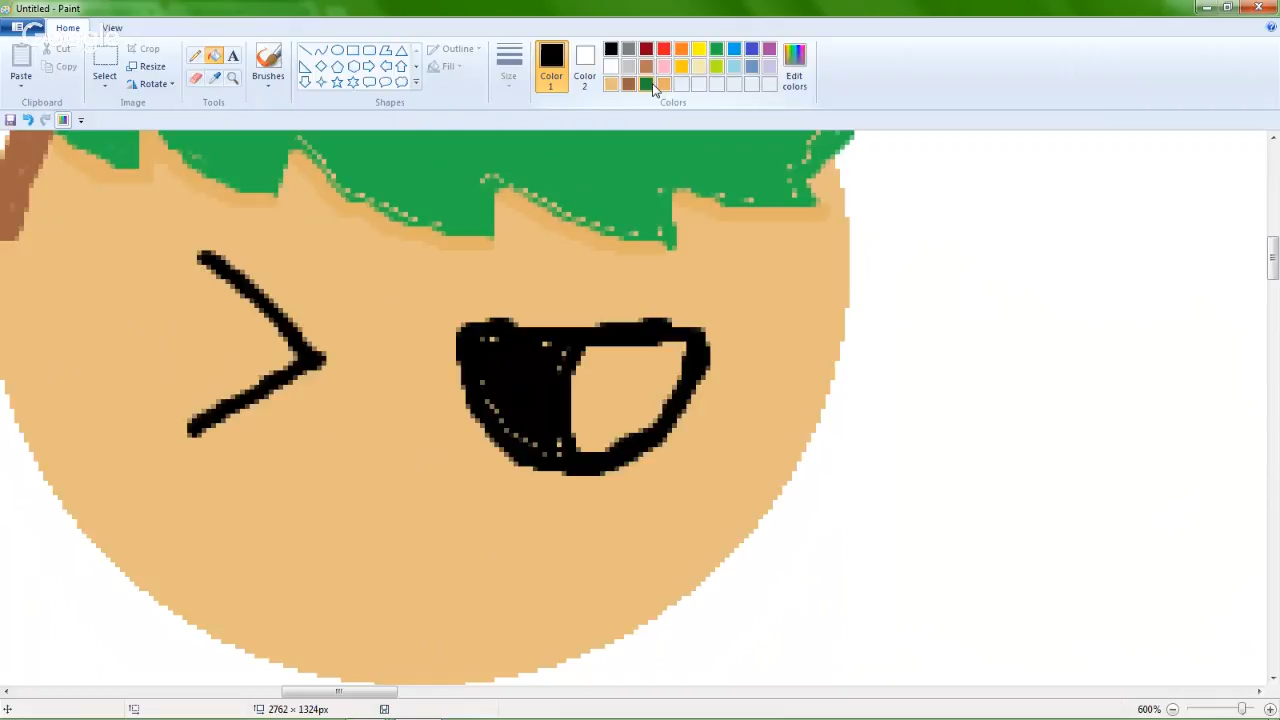 Untitled - Paint
Home
View
Paste
Cut
Copy
Clipboard
Select
Crop
Resize
Rotate
Image
A
Tools
Brushes
Outline
Fill
Shapes
Size
Color
1
Color
2
Edit
colors
Colors
2762 × 1324px
600%